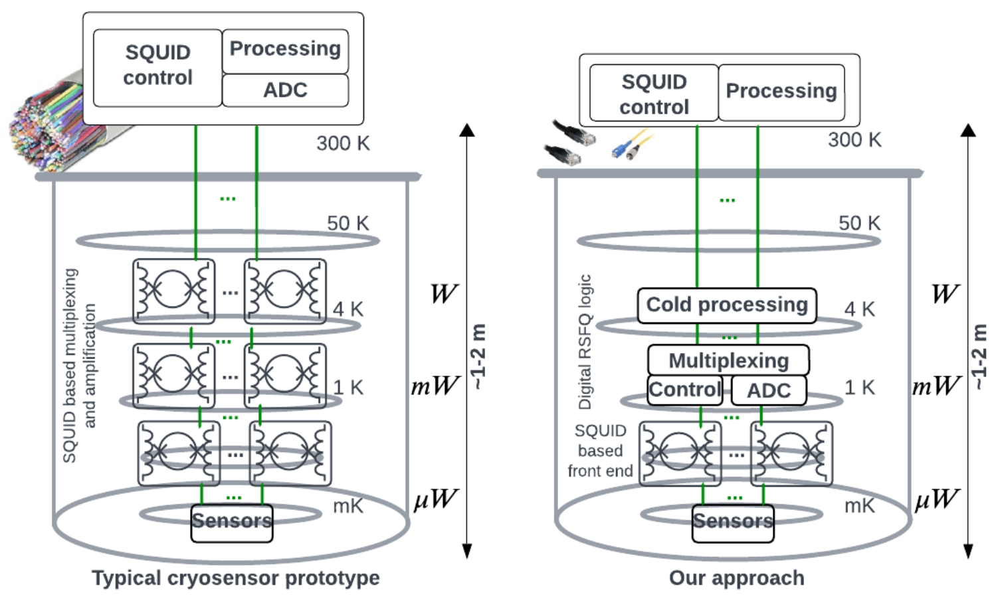 SQUID
control
Processing
ADC
300 K
...
50 K
SQUID based multiplexing
and amplification
...
4 K
...
...
1 K
...
...
...
mK
Sensors
W
mW
μW
~1-2 m
Typical cryosensor prototype
SQUID
control
Processing
300 K
...
50 K
Digital RSFQ logic
Cold processing
4 K
...
Multiplexing
Control
ADC
1 K
...
SQUID
based
front end
...
...
mK
Sensors
W
mW
μW
~1-2 m
Our approach